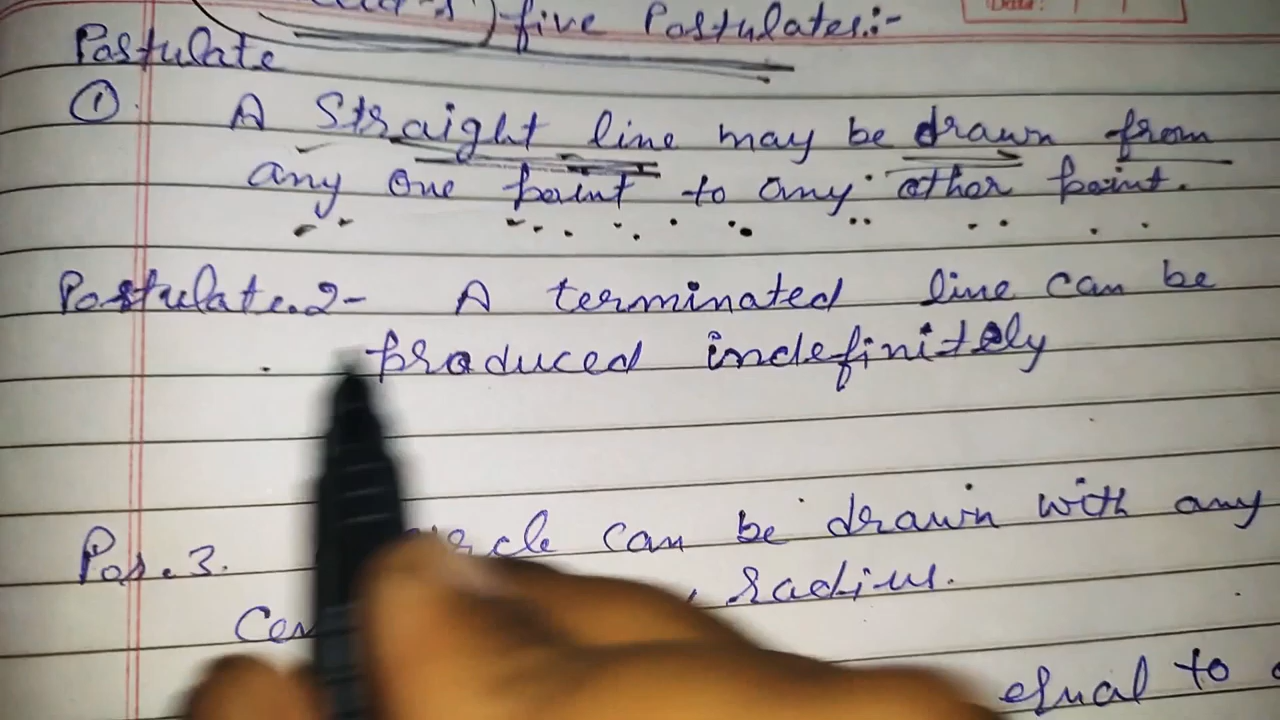 five Postulates:-
Date:
Postulate
① A straight line may be drawn from
any one point to any other point.
Postulate.2- A terminated line can be
produced indefinitely
Pos.3. can be drawn with any
radius.
equal to